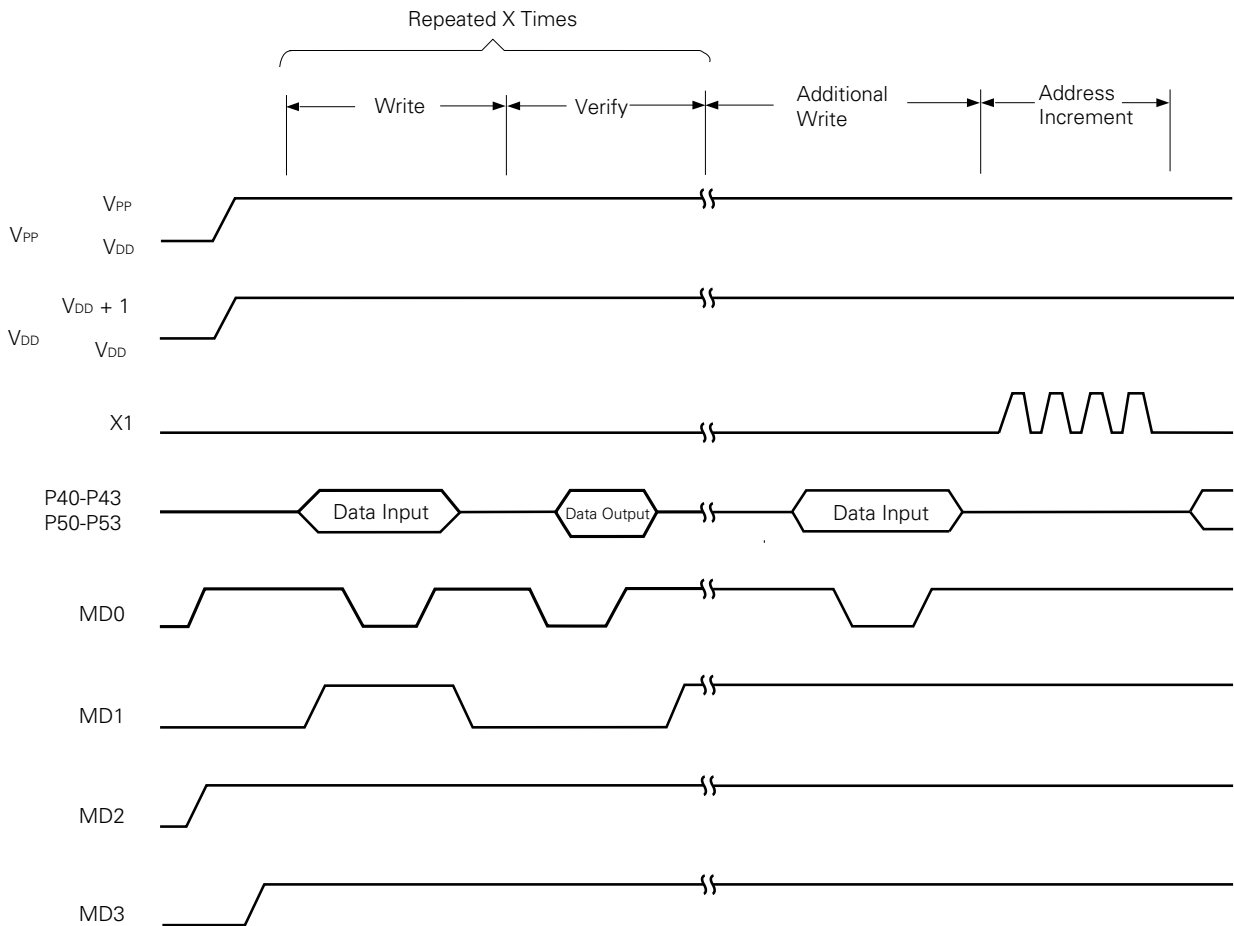 Repeated X Times
Write
Verify
Additional
Write
Address
Increment
VPP
VPP
VDD
VDD + 1
VDD
VDD
X1
P40-P43
P50-P53
Data Input
Data Output
Data Input
MD0
MD1
MD2
MD3